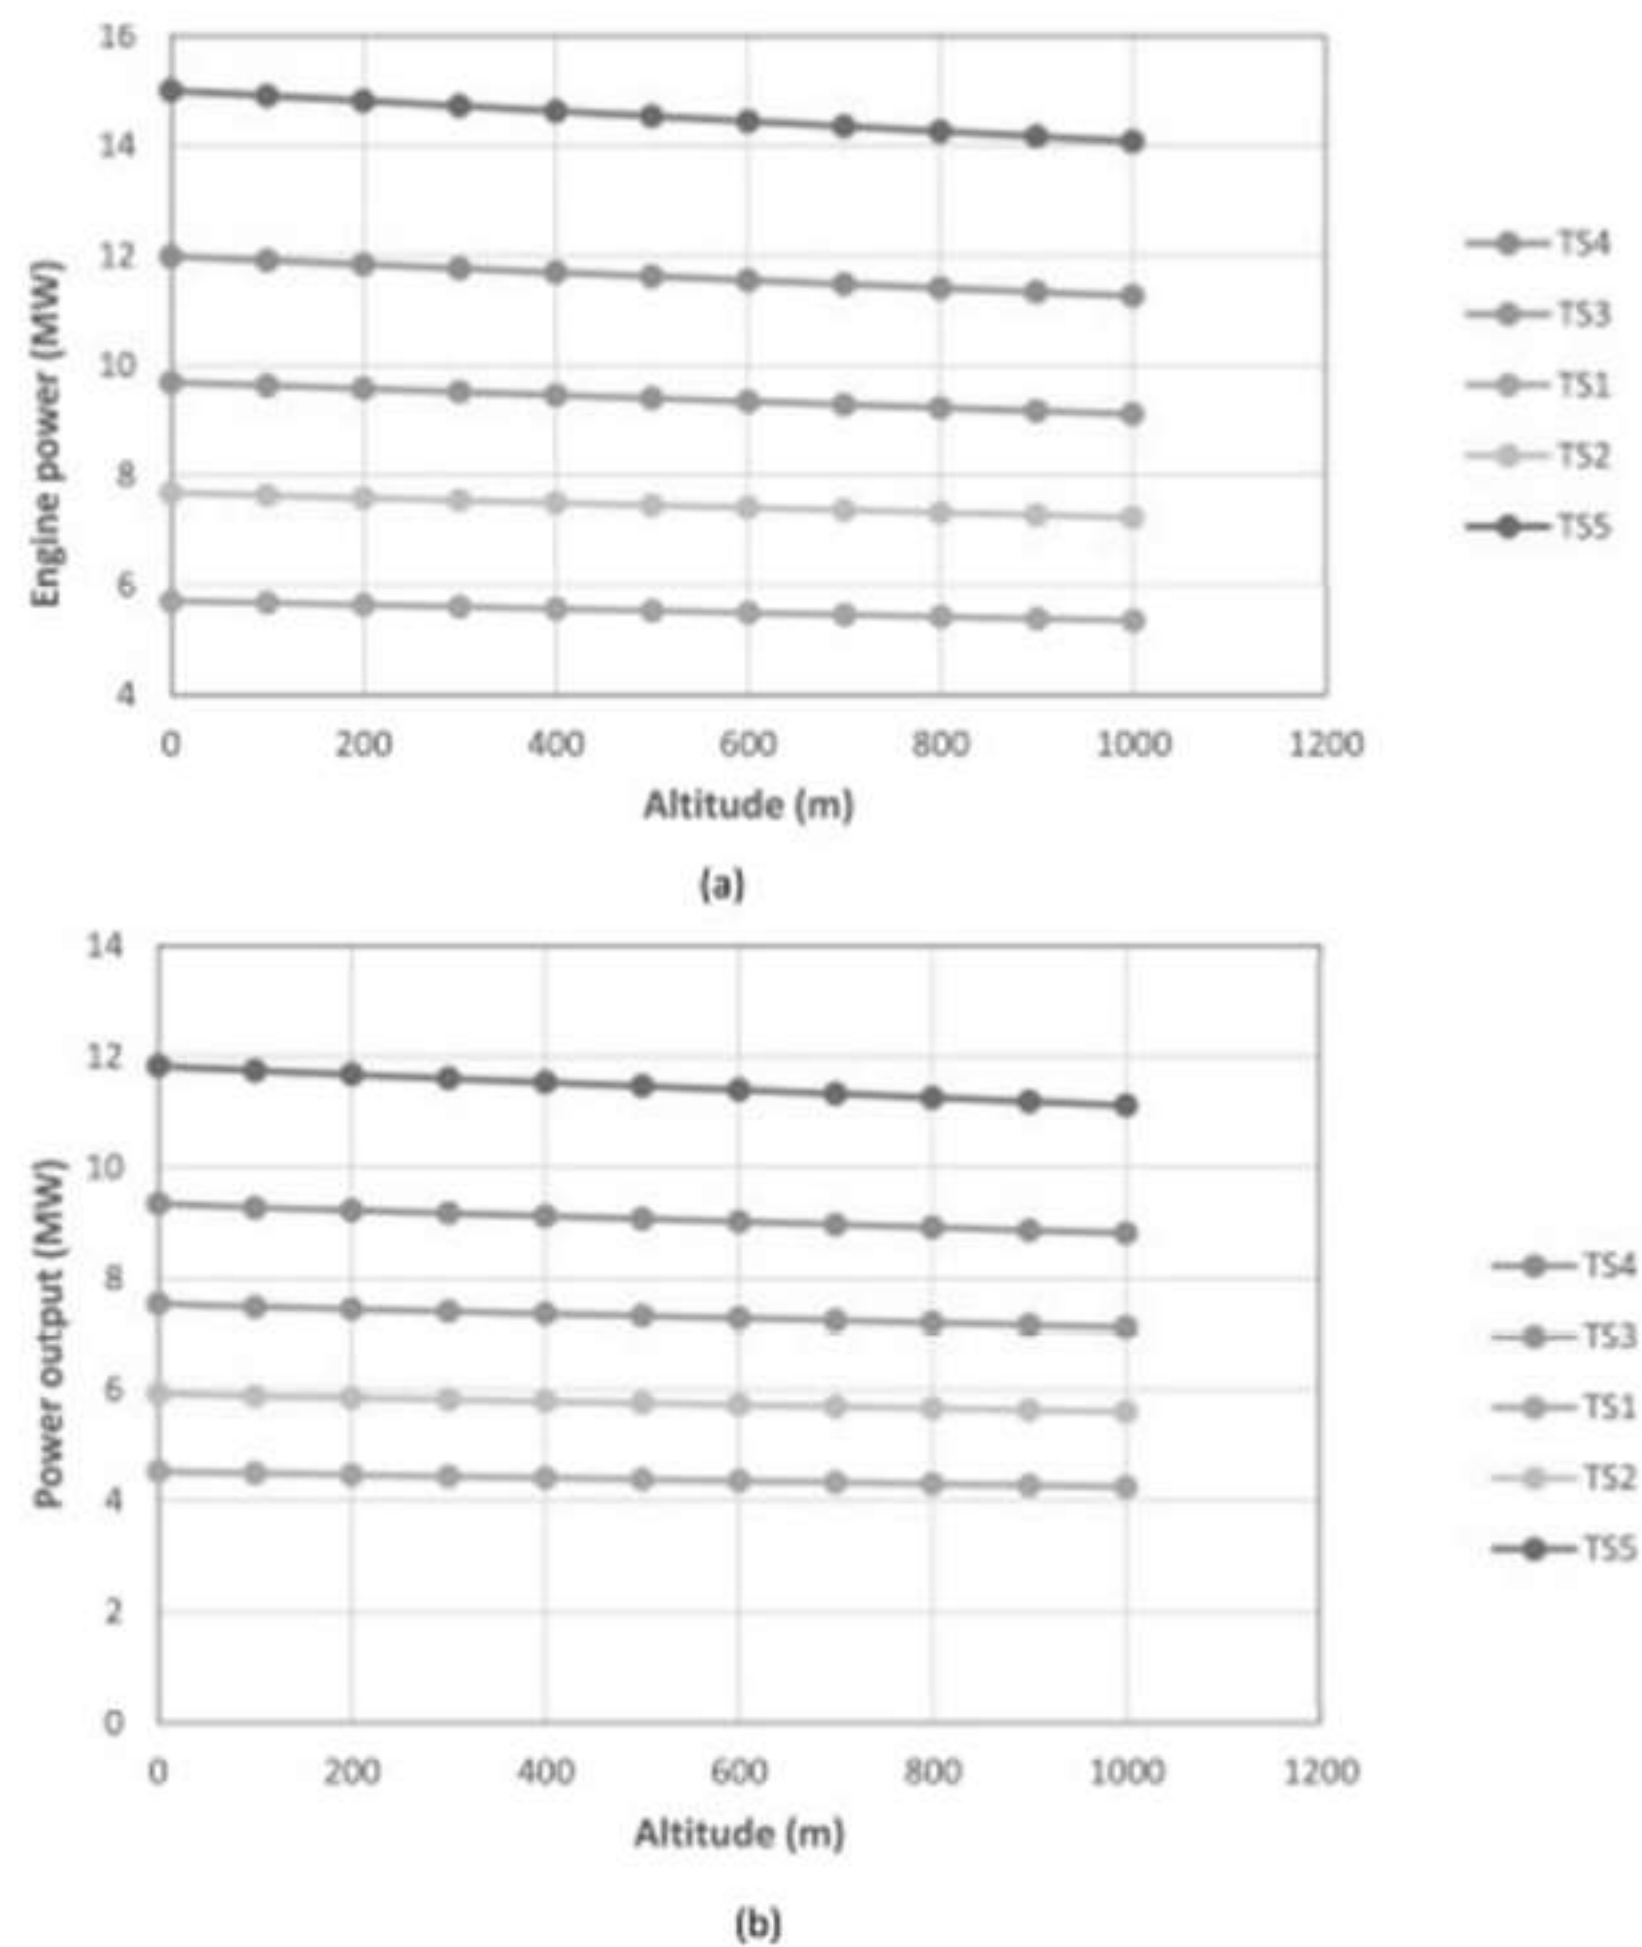 16
14
12
10
8
6
4
Engine power (MW)
0 200 400 600 800 1000 1200
Altitude (m)
TS4
TS3
TS1
TS2
TS5
(a)
14
12
10
8
6
4
2
0
Power output (MW)
0 200 400 600 800 1000 1200
Altitude (m)
TS4
TS3
TS1
TS2
TS5
(b)